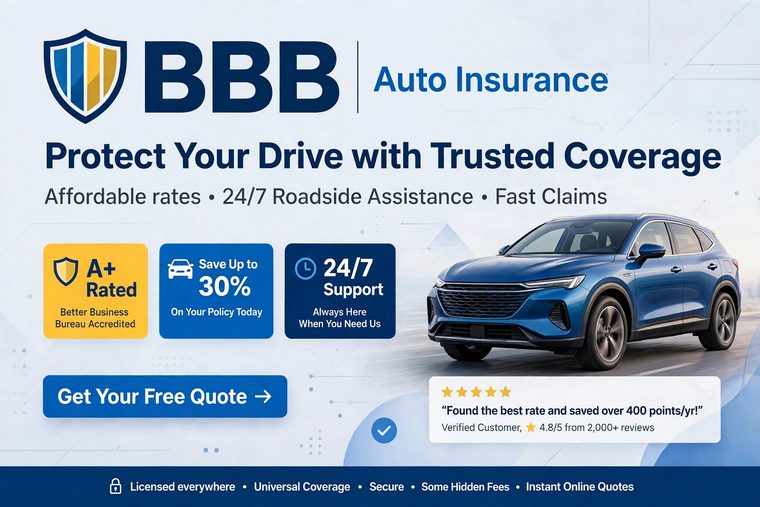 BBB
Auto Insurance
Protect Your Drive with Trusted Coverage
Affordable rates • 24/7 Roadside Assistance • Fast Claims
A+
Rated
Better Business
Bureau Accredited
Save Up to
30%
On Your Policy Today
24/7
Support
Always Here
When You Need Us
Get Your Free Quote →
★★★★★
“Found the best rate and saved over 400 points/yr!”
Verified Customer, ★ 4.8/5 from 2,000+ reviews
Licensed everywhere • Universal Coverage • Secure • Some Hidden Fees • Instant Online Quotes